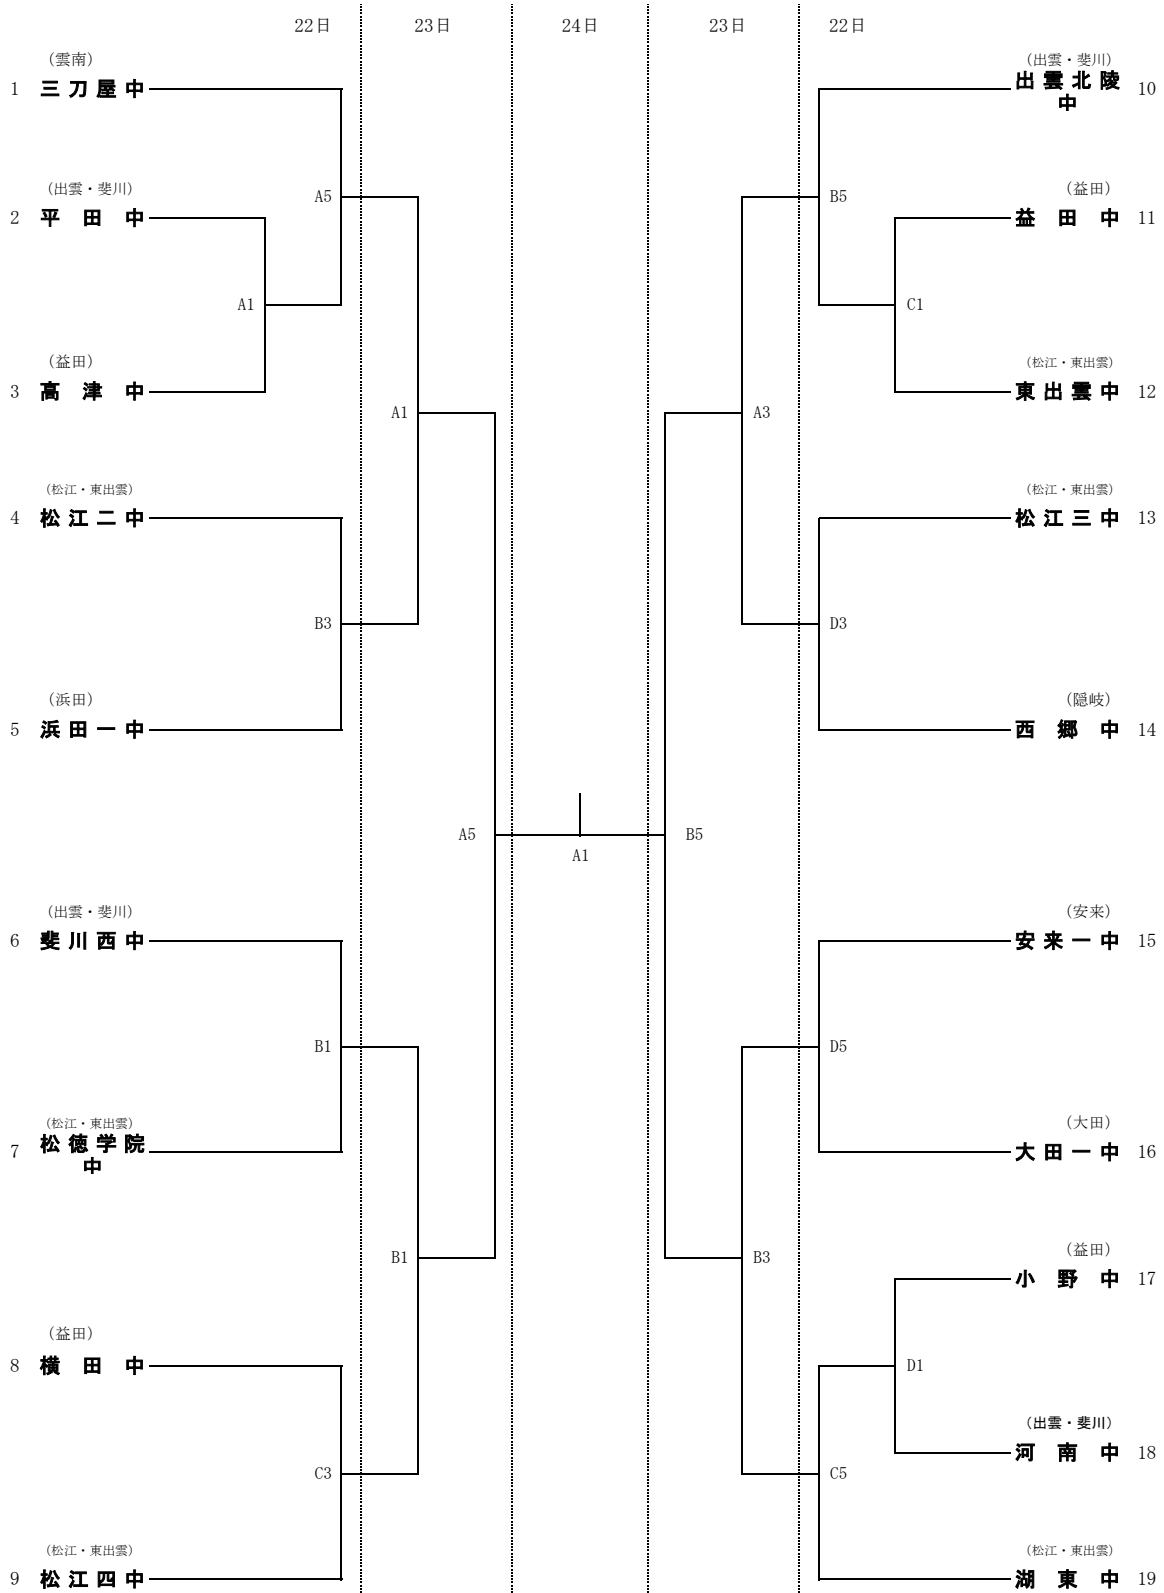 22日 23日 24日 23日 22日
（雲南）
1 三刀屋中
（出雲・斐川）
2 平田中
（益田）
3 高津中
（松江・東出雲）
4 松江二中
（浜田）
5 浜田一中
（出雲・斐川）
6 斐川西中
（松江・東出雲）
7 松徳学院
中
（益田）
8 横田中
（松江・東出雲）
9 松江四中
A5
A1
B3
B1
C3
A1
B1
A5
A1
B5
A3
B3
B5
C1
D3
D5
D1
C5
（出雲・斐川）
出雲北陵 10
中
（益田）
益田中 11
（松江・東出雲）
東出雲中 12
（松江・東出雲）
松江三中 13
（隠岐）
西郷中 14
（安来）
安来一中 15
（大田）
大田一中 16
（益田）
小野中 17
（出雲・斐川）
河南中 18
（松江・東出雲）
湖東中 19